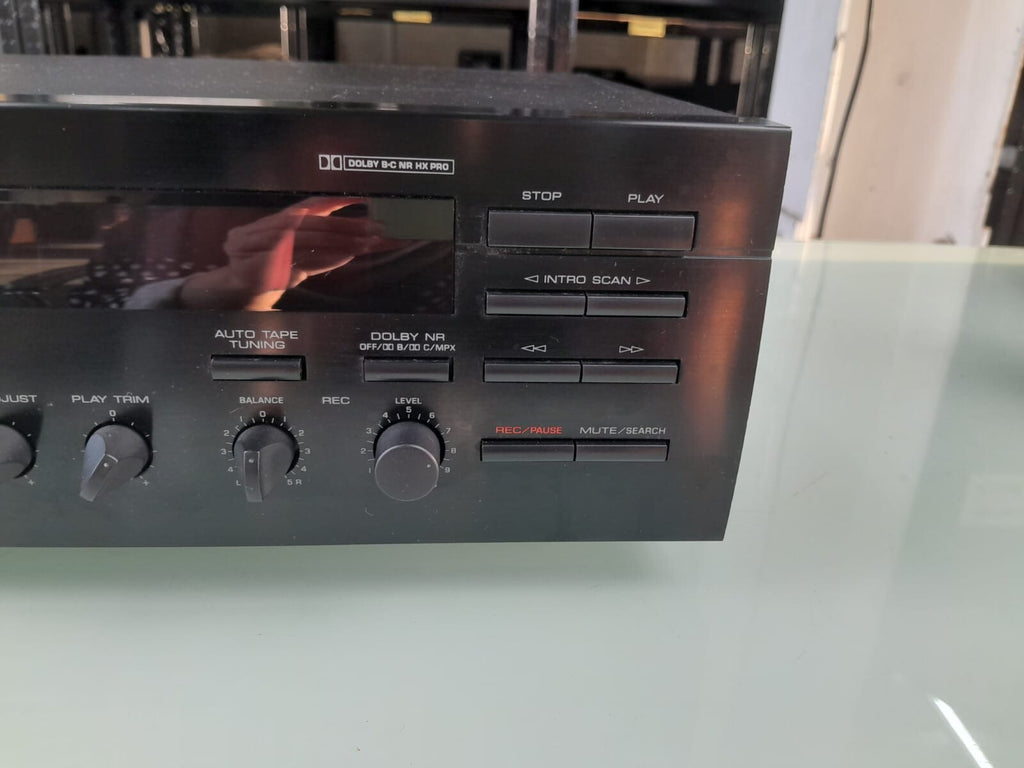 DOLBY B·C NR HX PRO
STOP PLAY
◁ INTRO SCAN ▷
AUTO TAPE
TUNING
DOLBY NR
OFF/ B/ C/MPX
JUST
PLAY TRIM
0
BALANCE
0
1 1
2 2
3 3
4 4
L 5 R
REC
LEVEL
5
4 6
3 7
2 8
1 9
REC/PAUSE MUTE/SEARCH